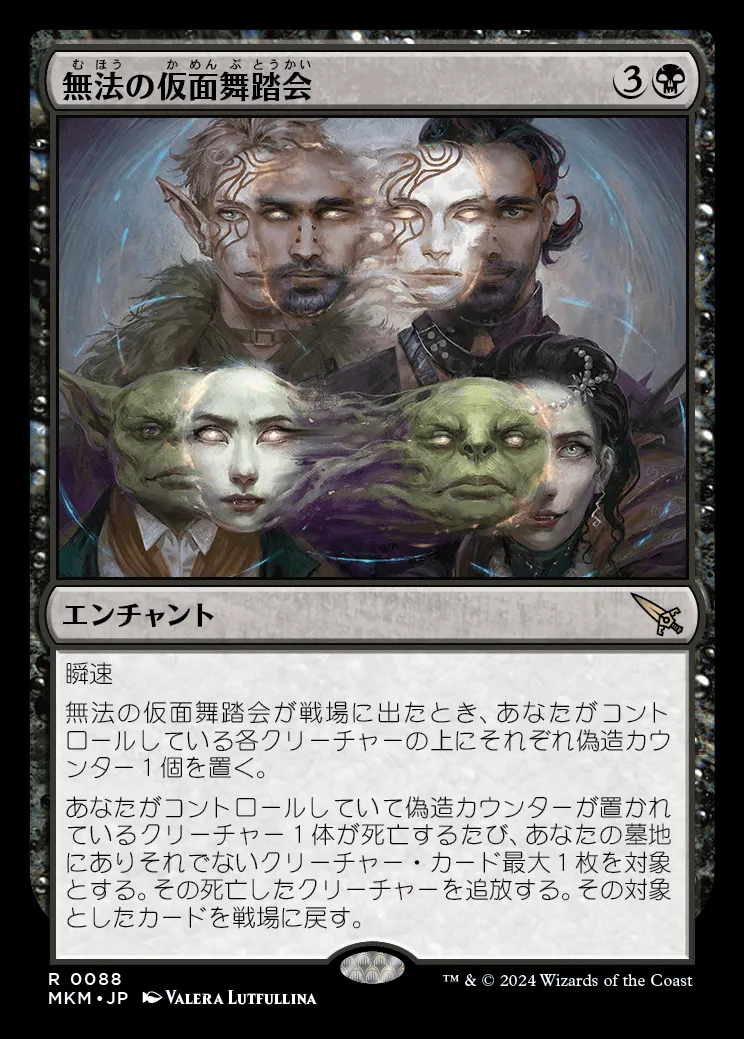 むほう かめんぶとうかい
無法の仮面舞踏会 3
エンチャント
瞬速
無法の仮面舞踏会が戦場に出たとき、あなたがコント
ロールしている各クリーチャーの上にそれぞれ偽造カウ
ンター1個を置く。
あなたがコントロールしていて偽造カウンターが置かれ
ているクリーチャー1体が死亡するたび、あなたの墓地
にありそれでないクリーチャー・カード最大1枚を対象
とする。その死亡したクリーチャーを追放する。その対象
としたカードを戦場に戻す。
R 0088
MKM • JP VALERA LUTFULLINA
™ & © 2024 Wizards of the Coast